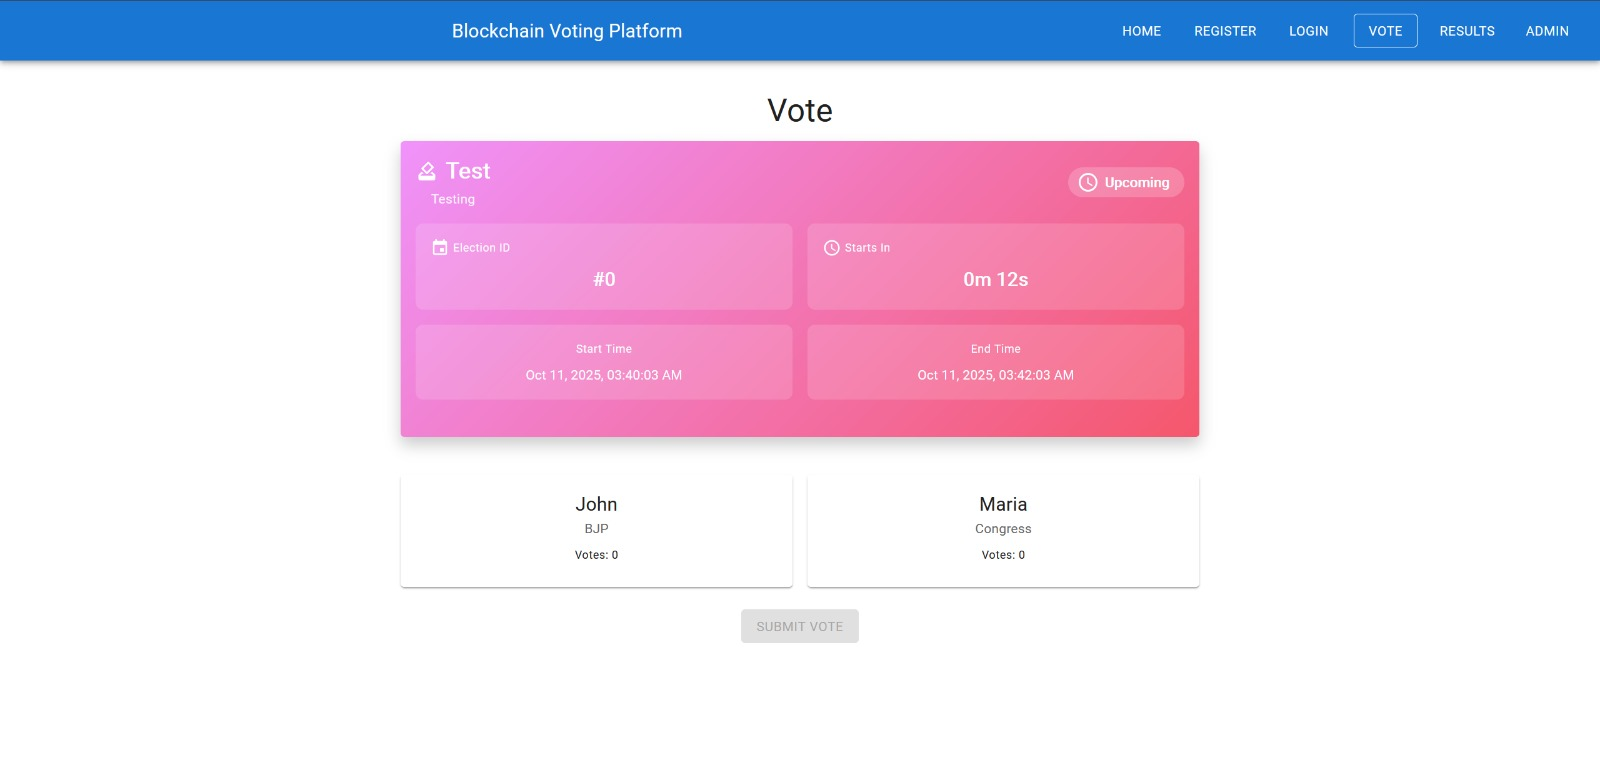 Blockchain Voting Platform
HOME REGISTER LOGIN VOTE RESULTS ADMIN
Vote
Test
Testing
Upcoming
Election ID
#0
Starts In
0m 12s
Start Time
Oct 11, 2025, 03:40:03 AM
End Time
Oct 11, 2025, 03:42:03 AM
John
BJP
Votes: 0
Maria
Congress
Votes: 0
SUBMIT VOTE